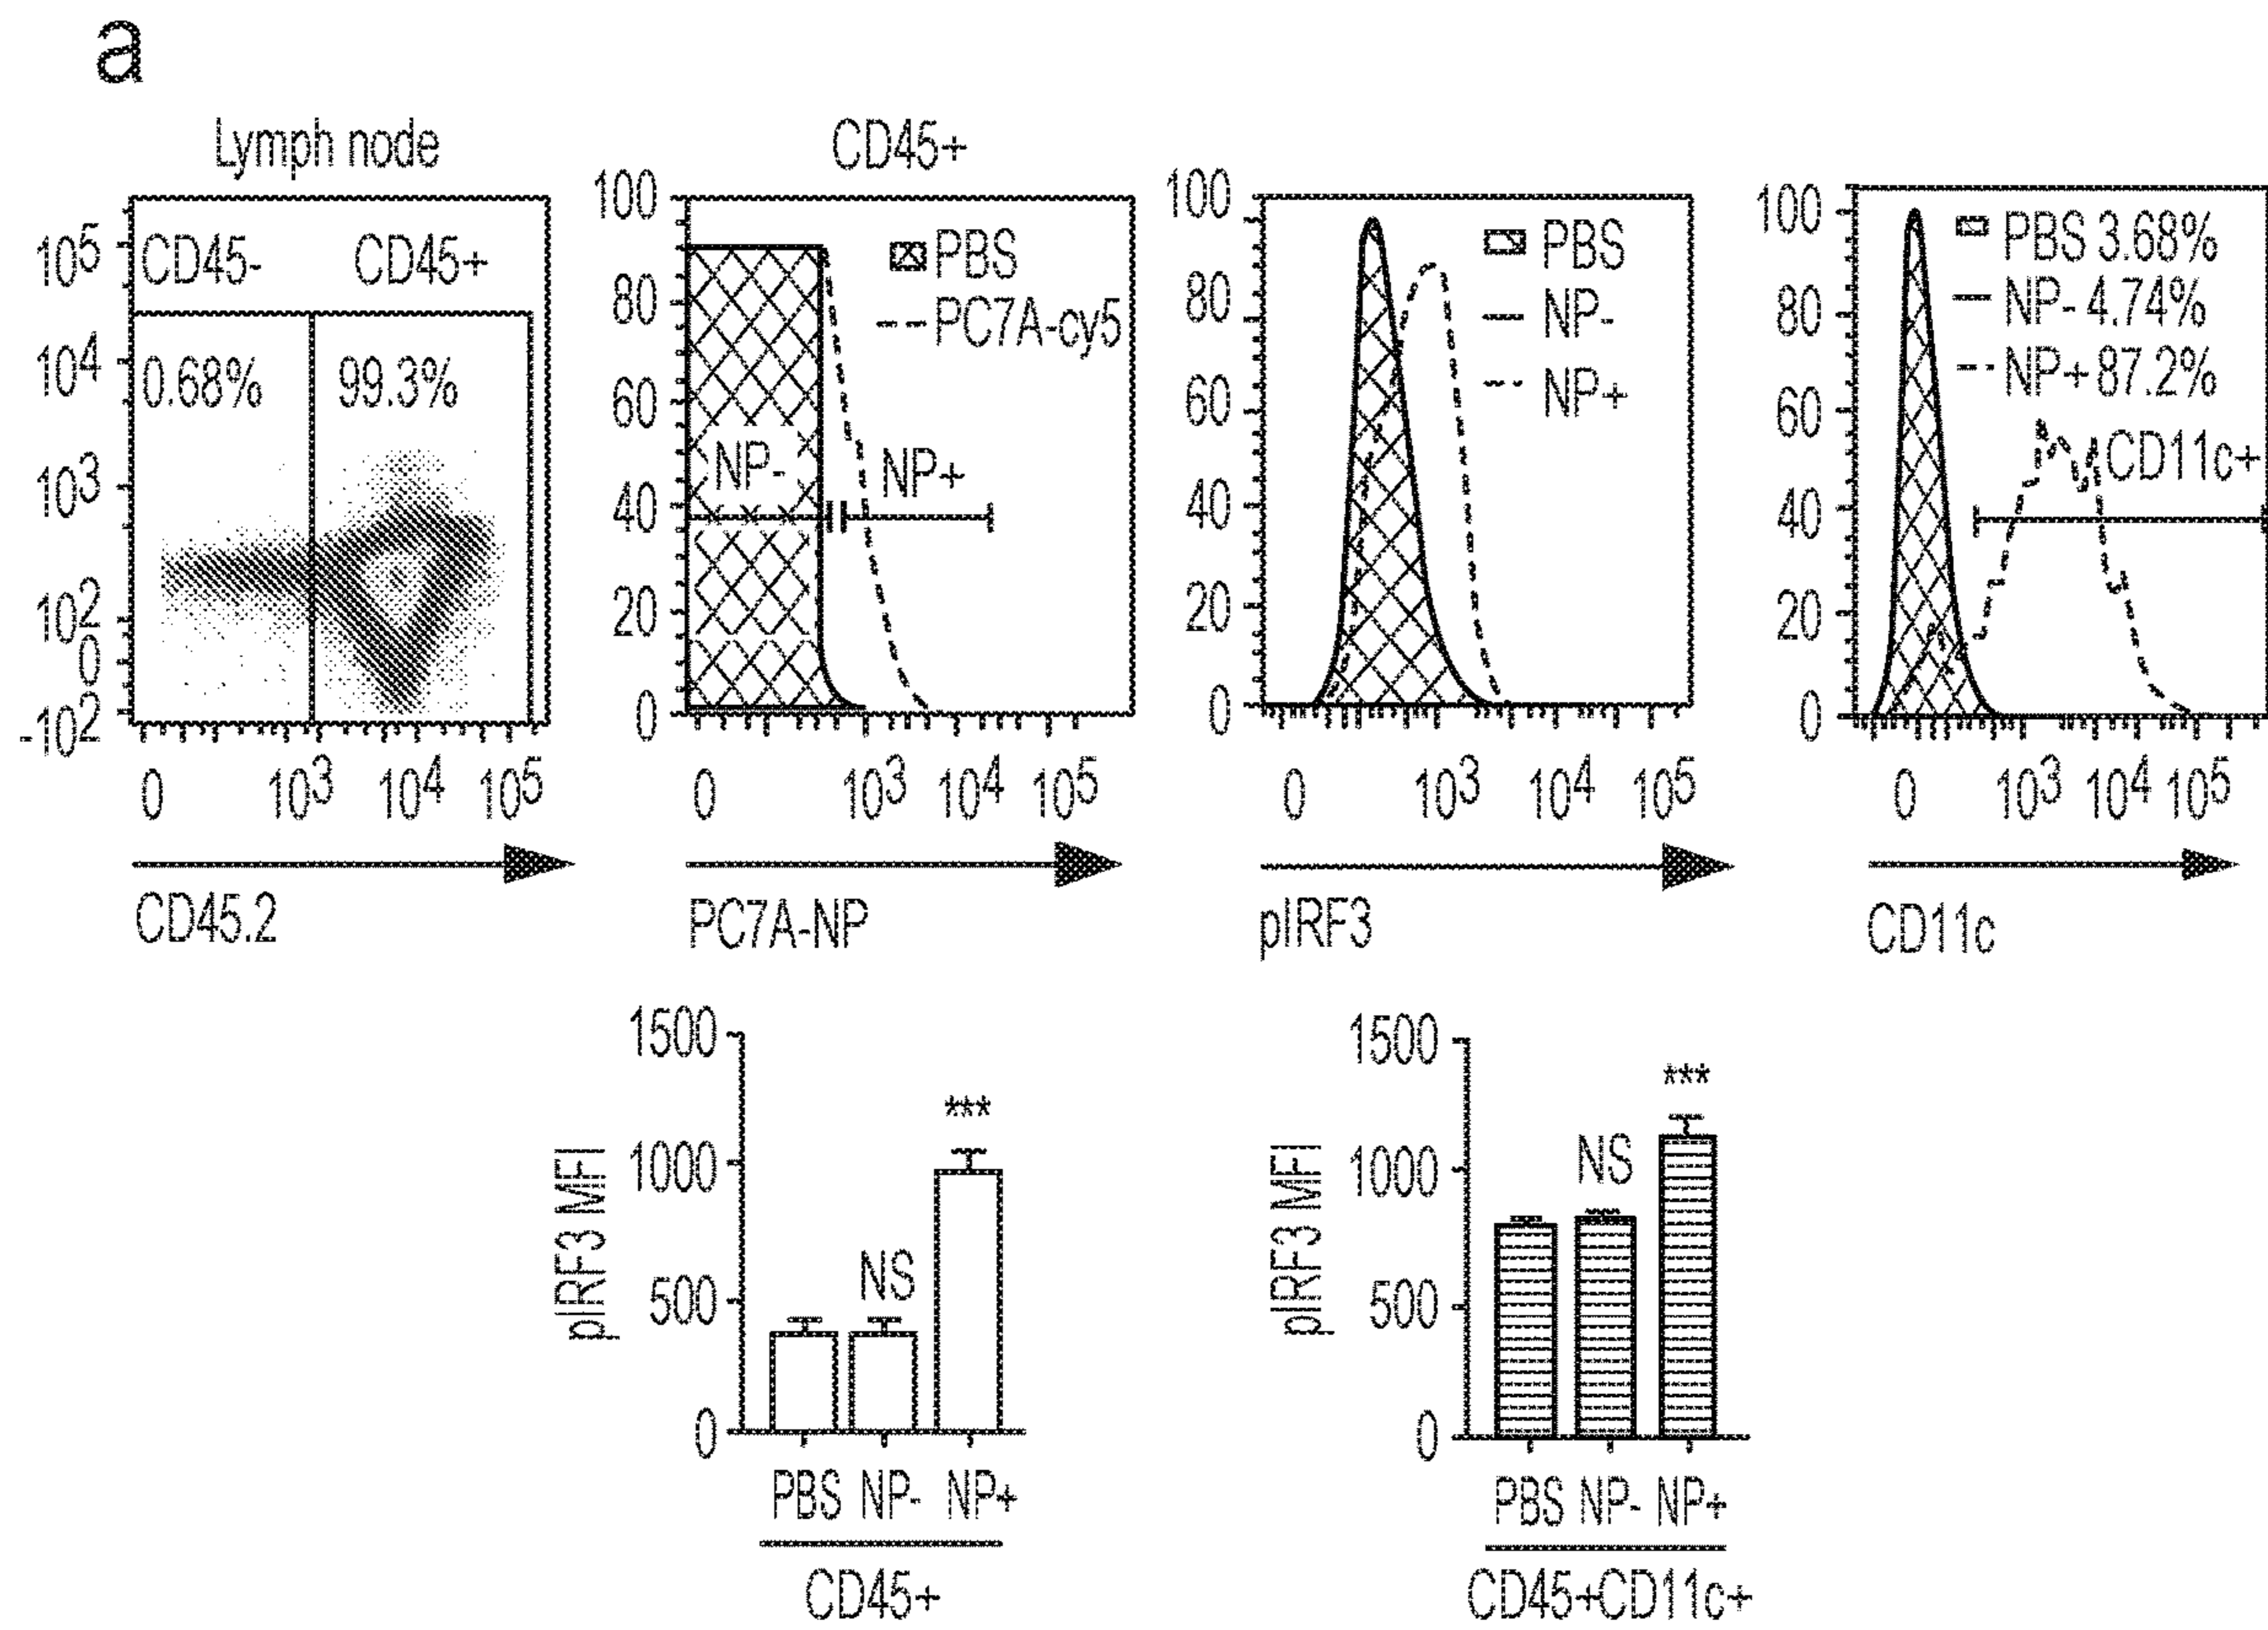 a
Lymph node
10⁵
10⁴
10³
10²
0
-10²
CD45-
CD45+
0.68%
99.3%
0
10³
10⁴
10⁵
CD45.2
CD45+
100
80
60
40
20
0
PBS
PC7A-cy5
NP-
NP+
0
10³
10⁴
10⁵
PC7A-NP
100
80
60
40
20
0
PBS
NP-
NP+
0
10³
10⁴
10⁵
pIRF3
100
80
60
40
20
0
PBS 3.68%
NP- 4.74%
NP+ 87.2%
CD11c+
0
10³
10⁴
10⁵
CD11c
pIRF3 MFI
1500
1000
500
0
NS
***
PBS NP- NP+
CD45+
pIRF3 MFI
1500
1000
500
0
NS
***
PBS NP- NP+
CD45+CD11c+